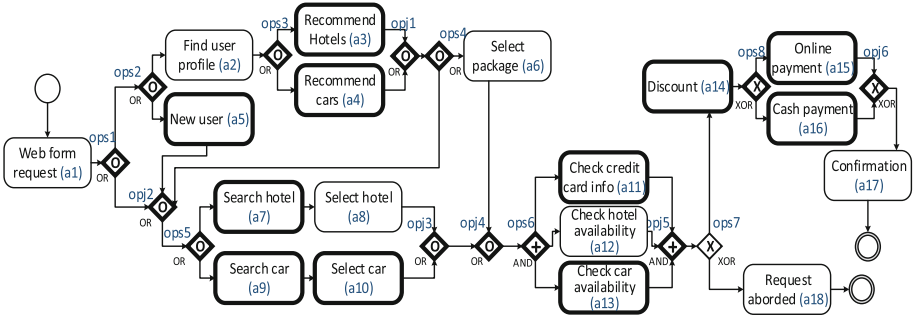 ops3
Recommend
Hotels (a3)
opj1
OR
OR
Recommend
cars (a4)
ops2
Find user
profile (a2)
OR
New user (a5)
ops4
OR
Select
package (a6)
ops1
Web form
request (a1)
OR
opj2
OR
ops5
OR
Search hotel
(a7)
Select hotel
(a8)
Search car
(a9)
Select car
(a10)
opj3
OR
opj4
OR
ops6
AND
Check credit
card info (a11)
Check hotel
availability
(a12)
Check car
availability
(a13)
opj5
AND
ops7
XOR
Discount (a14)
ops8
XOR
Online
payment (a15)
Cash payment
(a16)
opj6
XOR
Confirmation
(a17)
Request
aborded (a18)